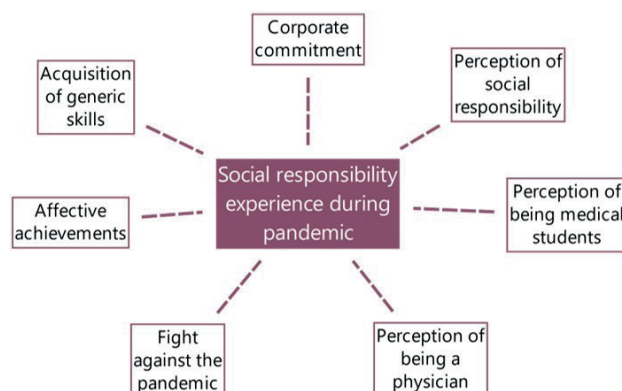 Corporate
commitment
Perception of
social
responsibility
Acquisition
of generic
skills
Social responsibility
experience during
pandemic
Affective
achievements
Perception of
being medical
students
Fight
against the
pandemic
Perception of
being a
physician